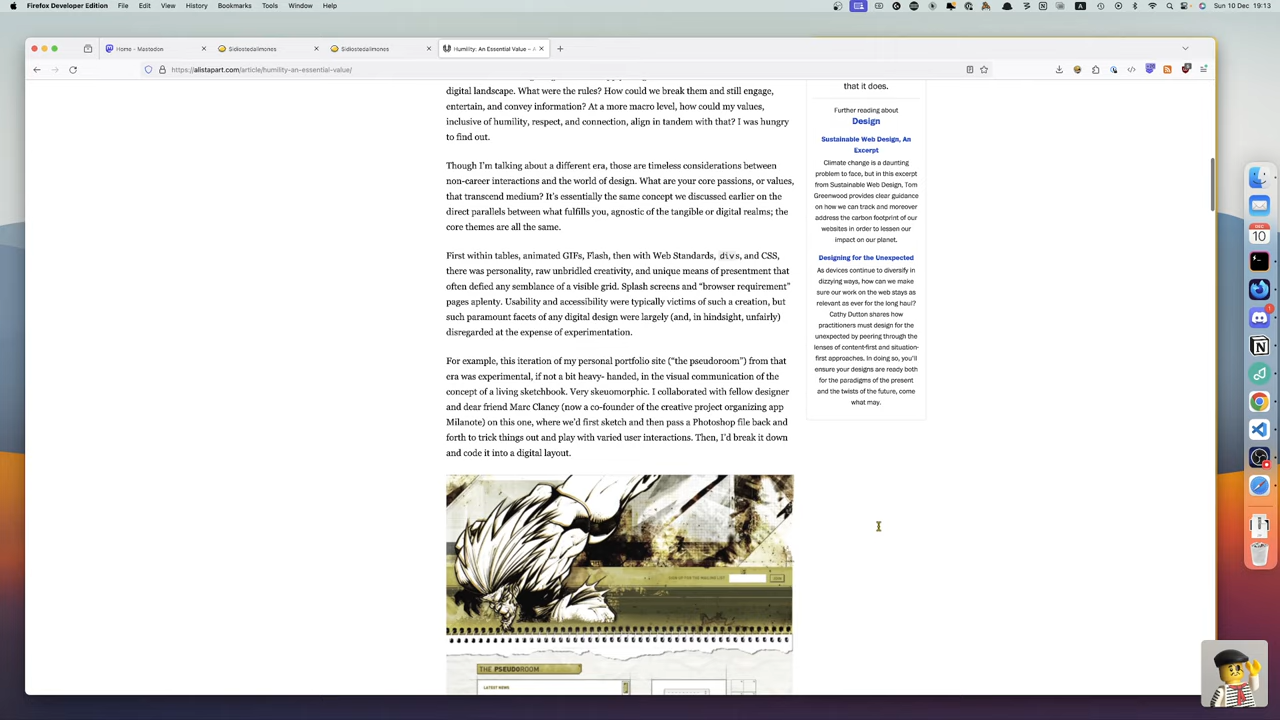 Firefox Developer Edition File Edit View History Bookmarks Tools Window Help
Sun 10 Dec 19:13
Home - Mastodon
Sidiostedalimones
Sidiostedalimones
Humility: An Essential Value – A
https://alistapart.com/article/humility-an-essential-value/
digital landscape. What were the rules? How could we break them and still engage,
entertain, and convey information? At a more macro level, how could my values,
inclusive of humility, respect, and connection, align in tandem with that? I was hungry
to find out.
Though I’m talking about a different era, those are timeless considerations between
non-career interactions and the world of design. What are your core passions, or values,
that transcend medium? It’s essentially the same concept we discussed earlier on the
direct parallels between what fulfills you, agnostic of the tangible or digital realms; the
core themes are all the same.
First within tables, animated GIFs, Flash, then with Web Standards, divs, and CSS,
there was personality, raw unbridled creativity, and unique means of presentment that
often defied any semblance of a visible grid. Splash screens and “browser requirement”
pages aplenty. Usability and accessibility were typically victims of such a creation, but
such paramount facets of any digital design were largely (and, in hindsight, unfairly)
disregarded at the expense of experimentation.
For example, this iteration of my personal portfolio site (“the pseudoroom”) from that
era was experimental, if not a bit heavy- handed, in the visual communication of the
concept of a living sketchbook. Very skeuomorphic. I collaborated with fellow designer
and dear friend Marc Clancy (now a co-founder of the creative project organizing app
Milanote) on this one, where we’d first sketch and then pass a Photoshop file back and
forth to trick things out and play with varied user interactions. Then, I’d break it down
and code it into a digital layout.
SIGN UP FOR THE MAILING LIST
THE PSEUDOROOM
LATEST NEWS:
that it does.
Further reading about
Design
Sustainable Web Design, An
Excerpt
Climate change is a daunting
problem to face, but in this excerpt
from Sustainable Web Design, Tom
Greenwood provides clear guidance
on how we can track and moreover
address the carbon footprint of our
websites in order to lessen our
impact on our planet.
Designing for the Unexpected
As devices continue to diversify in
dizzying ways, how can we make
sure our work on the web stays as
relevant as ever for the long haul?
Cathy Dutton shares how
practitioners must design for the
unexpected by peering through the
lenses of content-first and situation-
first approaches. In doing so, you’ll
ensure your designs are ready both
for the paradigms of the present
and the twists of the future, come
what may.
DEC
10
1